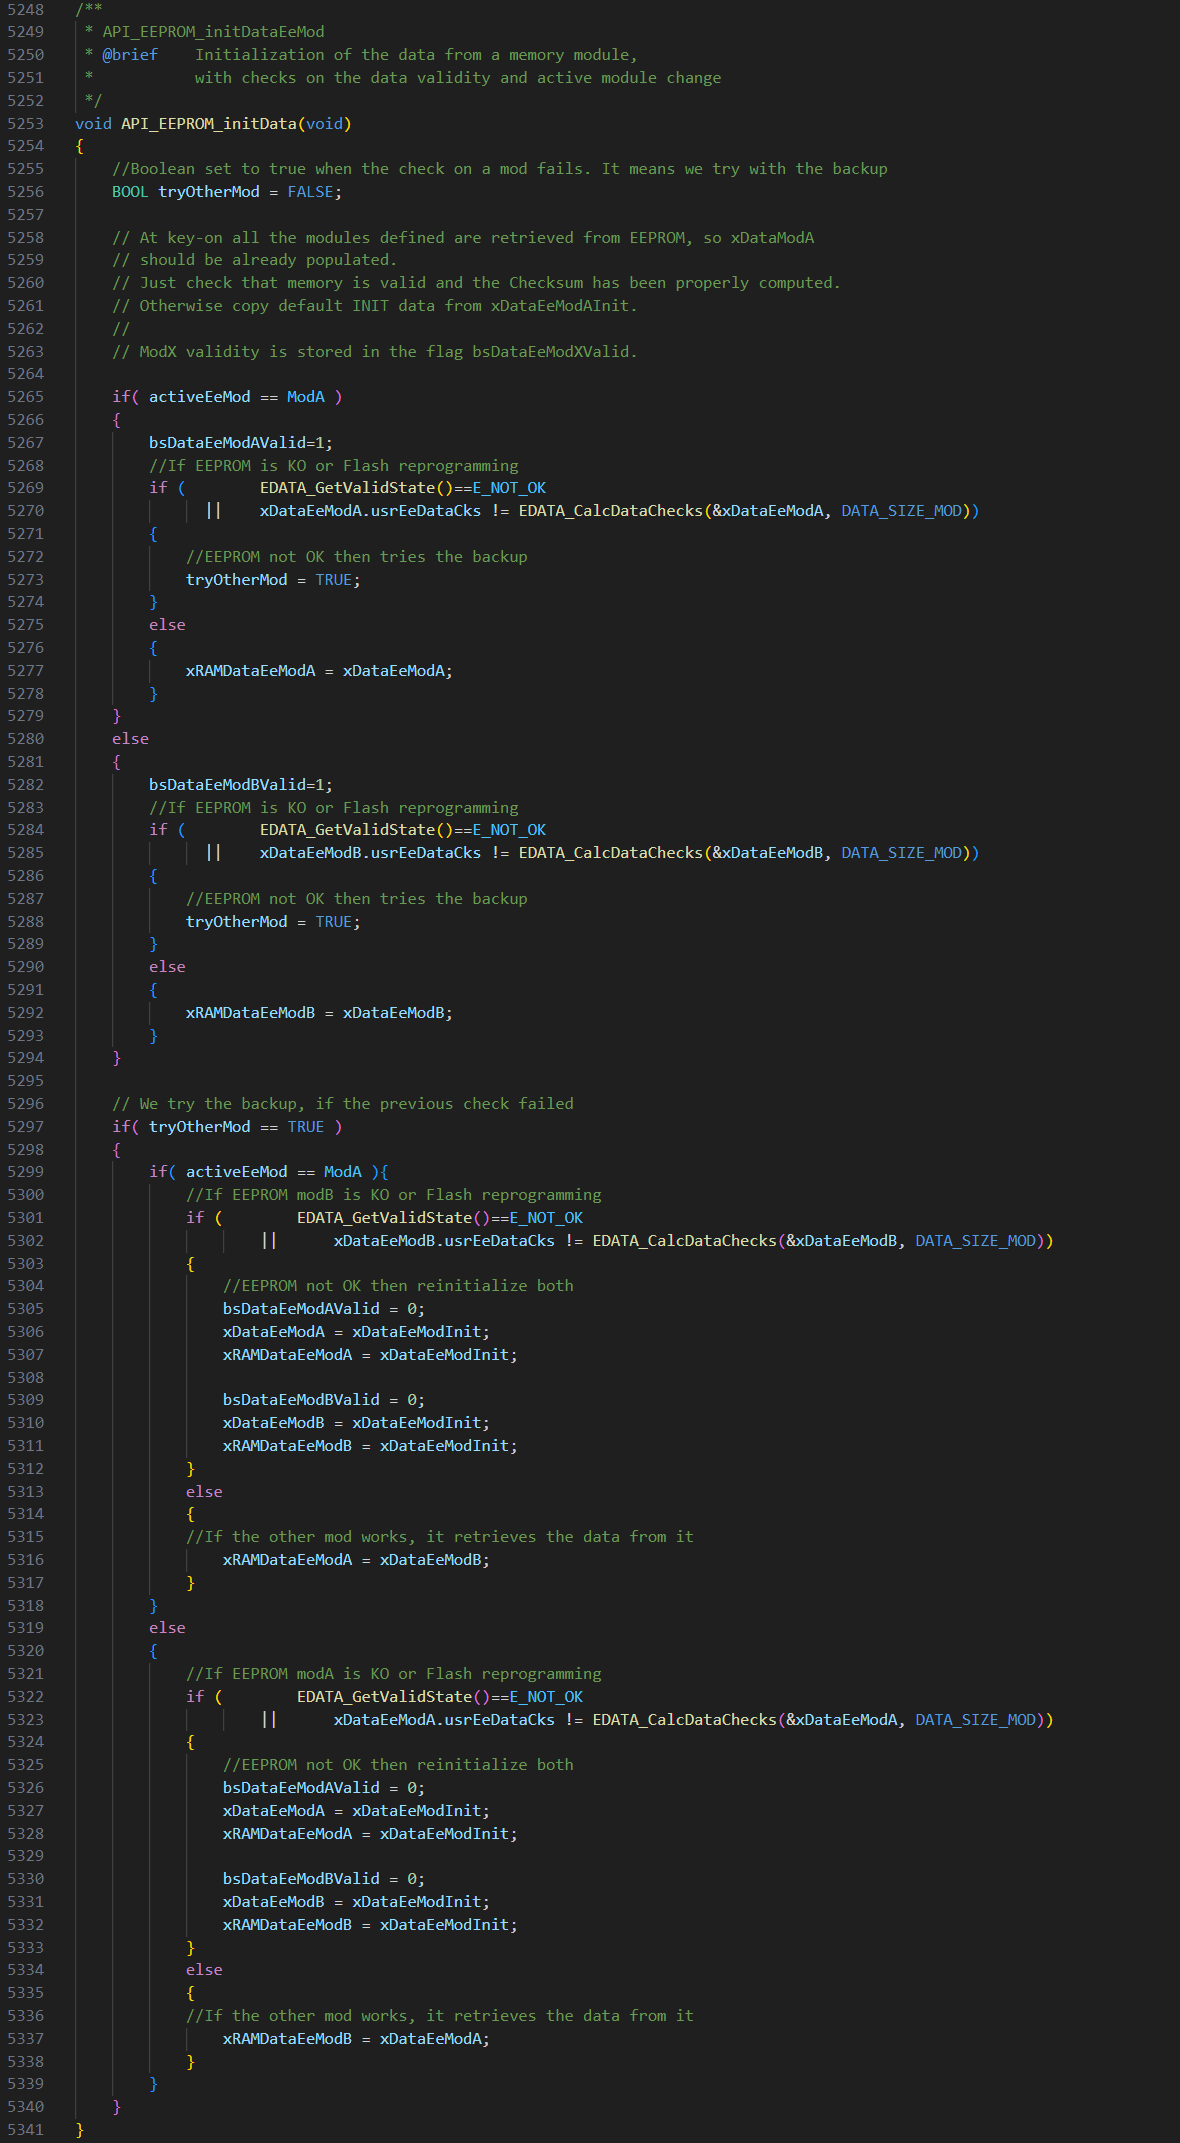 5248 /**
5249 * API_EEPROM_initDataEeMod
5250 * @brief    Initialization of the data from a memory module,
5251 *           with checks on the data validity and active module change
5252 */
5253 void API_EEPROM_initData(void)
5254 {
5255     //Boolean set to true when the check on a mod fails. It means we try with the backup
5256     BOOL tryOtherMod = FALSE;
5257
5258     // At key-on all the modules defined are retrieved from EEPROM, so xDataModA
5259     // should be already populated.
5260     // Just check that memory is valid and the Checksum has been properly computed.
5261     // Otherwise copy default INIT data from xDataEeModAInit.
5262     //
5263     // ModX validity is stored in the flag bsDataEeModXValid.
5264
5265     if( activeEeMod == ModA )
5266     {
5267         bsDataEeModAValid=1;
5268         //If EEPROM is KO or Flash reprogramming
5269         if (        EDATA_GetValidState()==E_NOT_OK
5270               ||    xDataEeModA.usrEeDataCks != EDATA_CalcDataChecks(&xDataEeModA, DATA_SIZE_MOD))
5271         {
5272             //EEPROM not OK then tries the backup
5273             tryOtherMod = TRUE;
5274         }
5275         else
5276         {
5277             xRAMDataEeModA = xDataEeModA;
5278         }
5279     }
5280     else
5281     {
5282         bsDataEeModBValid=1;
5283         //If EEPROM is KO or Flash reprogramming
5284         if (        EDATA_GetValidState()==E_NOT_OK
5285               ||    xDataEeModB.usrEeDataCks != EDATA_CalcDataChecks(&xDataEeModB, DATA_SIZE_MOD))
5286         {
5287             //EEPROM not OK then tries the backup
5288             tryOtherMod = TRUE;
5289         }
5290         else
5291         {
5292             xRAMDataEeModB = xDataEeModB;
5293         }
5294     }
5295
5296     // We try the backup, if the previous check failed
5297     if( tryOtherMod == TRUE )
5298     {
5299         if( activeEeMod == ModA ){
5300             //If EEPROM modB is KO or Flash reprogramming
5301             if (        EDATA_GetValidState()==E_NOT_OK
5302                     ||      xDataEeModB.usrEeDataCks != EDATA_CalcDataChecks(&xDataEeModB, DATA_SIZE_MOD))
5303             {
5304                 //EEPROM not OK then reinitialize both
5305                 bsDataEeModAValid = 0;
5306                 xDataEeModA = xDataEeModInit;
5307                 xRAMDataEeModA = xDataEeModInit;
5308
5309                 bsDataEeModBValid = 0;
5310                 xDataEeModB = xDataEeModInit;
5311                 xRAMDataEeModB = xDataEeModInit;
5312             }
5313             else
5314             {
5315             //If the other mod works, it retrieves the data from it
5316                 xRAMDataEeModA = xDataEeModB;
5317             }
5318         }
5319         else
5320         {
5321             //If EEPROM modA is KO or Flash reprogramming
5322             if (        EDATA_GetValidState()==E_NOT_OK
5323                     ||      xDataEeModA.usrEeDataCks != EDATA_CalcDataChecks(&xDataEeModA, DATA_SIZE_MOD))
5324             {
5325                 //EEPROM not OK then reinitialize both
5326                 bsDataEeModAValid = 0;
5327                 xDataEeModA = xDataEeModInit;
5328                 xRAMDataEeModA = xDataEeModInit;
5329
5330                 bsDataEeModBValid = 0;
5331                 xDataEeModB = xDataEeModInit;
5332                 xRAMDataEeModB = xDataEeModInit;
5333             }
5334             else
5335             {
5336             //If the other mod works, it retrieves the data from it
5337                 xRAMDataEeModB = xDataEeModA;
5338             }
5339         }
5340     }
5341 }